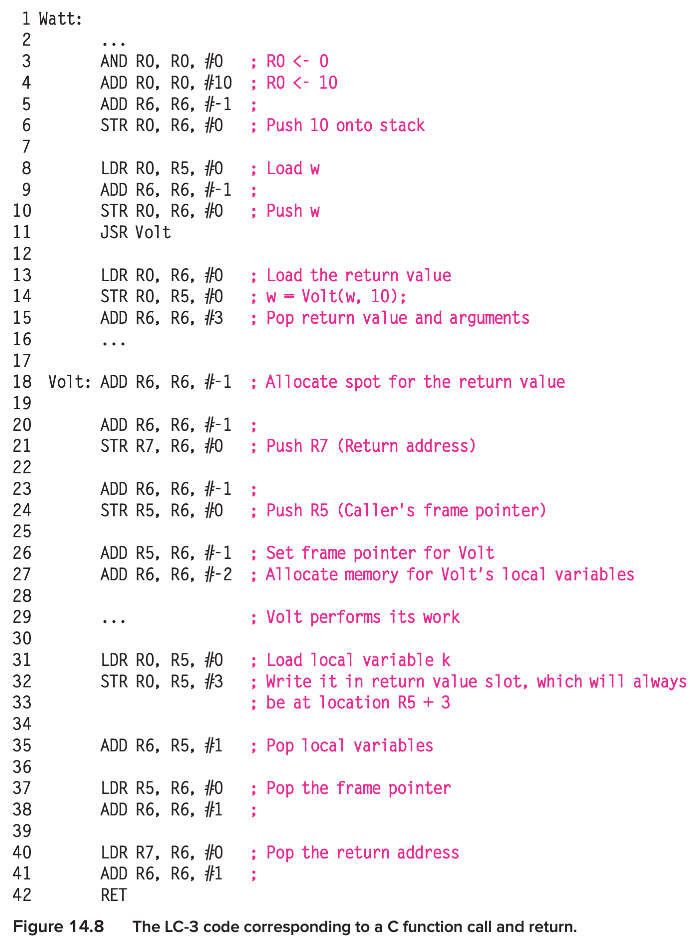 1 Watt:
2 ...
3 AND R0, R0, #0 ; R0 <- 0
4 ADD R0, R0, #10 ; R0 <- 10
5 ADD R6, R6, #-1 ;
6 STR R0, R6, #0 ; Push 10 onto stack
7
8 LDR R0, R5, #0 ; Load w
9 ADD R6, R6, #-1 ;
10 STR R0, R6, #0 ; Push w
11 JSR Volt
12
13 LDR R0, R6, #0 ; Load the return value
14 STR R0, R5, #0 ; w = Volt(w, 10);
15 ADD R6, R6, #3 ; Pop return value and arguments
16 ...
17
18 Volt: ADD R6, R6, #-1 ; Allocate spot for the return value
19
20 ADD R6, R6, #-1 ;
21 STR R7, R6, #0 ; Push R7 (Return address)
22
23 ADD R6, R6, #-1 ;
24 STR R5, R6, #0 ; Push R5 (Caller's frame pointer)
25
26 ADD R5, R6, #-1 ; Set frame pointer for Volt
27 ADD R6, R6, #-2 ; Allocate memory for Volt's local variables
28
29 ... ; Volt performs its work
30
31 LDR R0, R5, #0 ; Load local variable k
32 STR R0, R5, #3 ; Write it in return value slot, which will always
33 ; be at location R5 + 3
34
35 ADD R6, R5, #1 ; Pop local variables
36
37 LDR R5, R6, #0 ; Pop the frame pointer
38 ADD R6, R6, #1 ;
39
40 LDR R7, R6, #0 ; Pop the return address
41 ADD R6, R6, #1 ;
42 RET
Figure 14.8 The LC-3 code corresponding to a C function call and return.